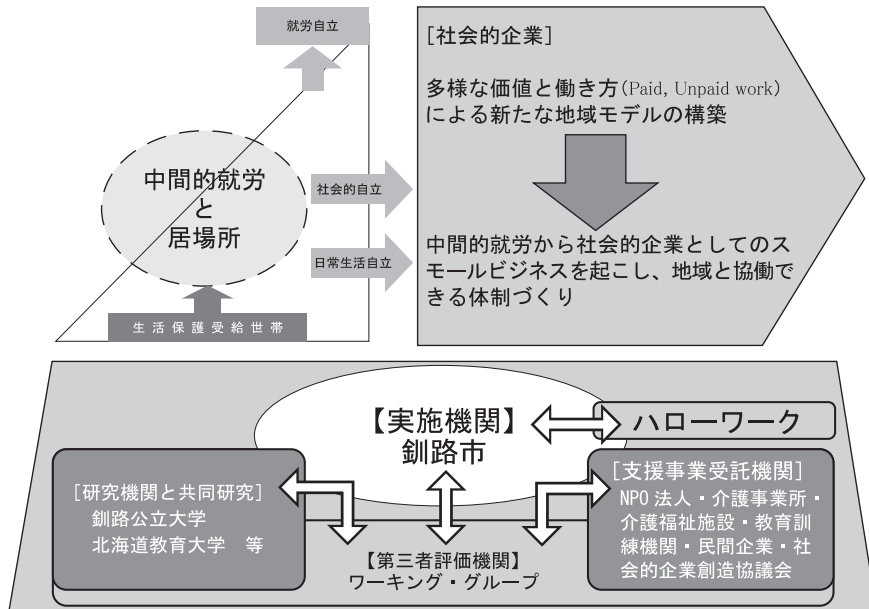 就労自立
中間的就労
と
居場所
社会的自立
日常生活自立
生活保護受給世帯
[社会的企業]
多様な価値と働き方(Paid, Unpaid work)
による新たな地域モデルの構築
中間的就労から社会的企業としてのス
モールビジネスを起こし、地域と協働で
きる体制づくり
【実施機関】
釧路市
ハローワーク
[研究機関と共同研究]
釧路公立大学
北海道教育大学　等
[支援事業受託機関]
NPO法人・介護事業所・
介護福祉施設・教育訓
練機関・民間企業・社
会的企業創造協議会
【第三者評価機関】
ワーキング・グループ